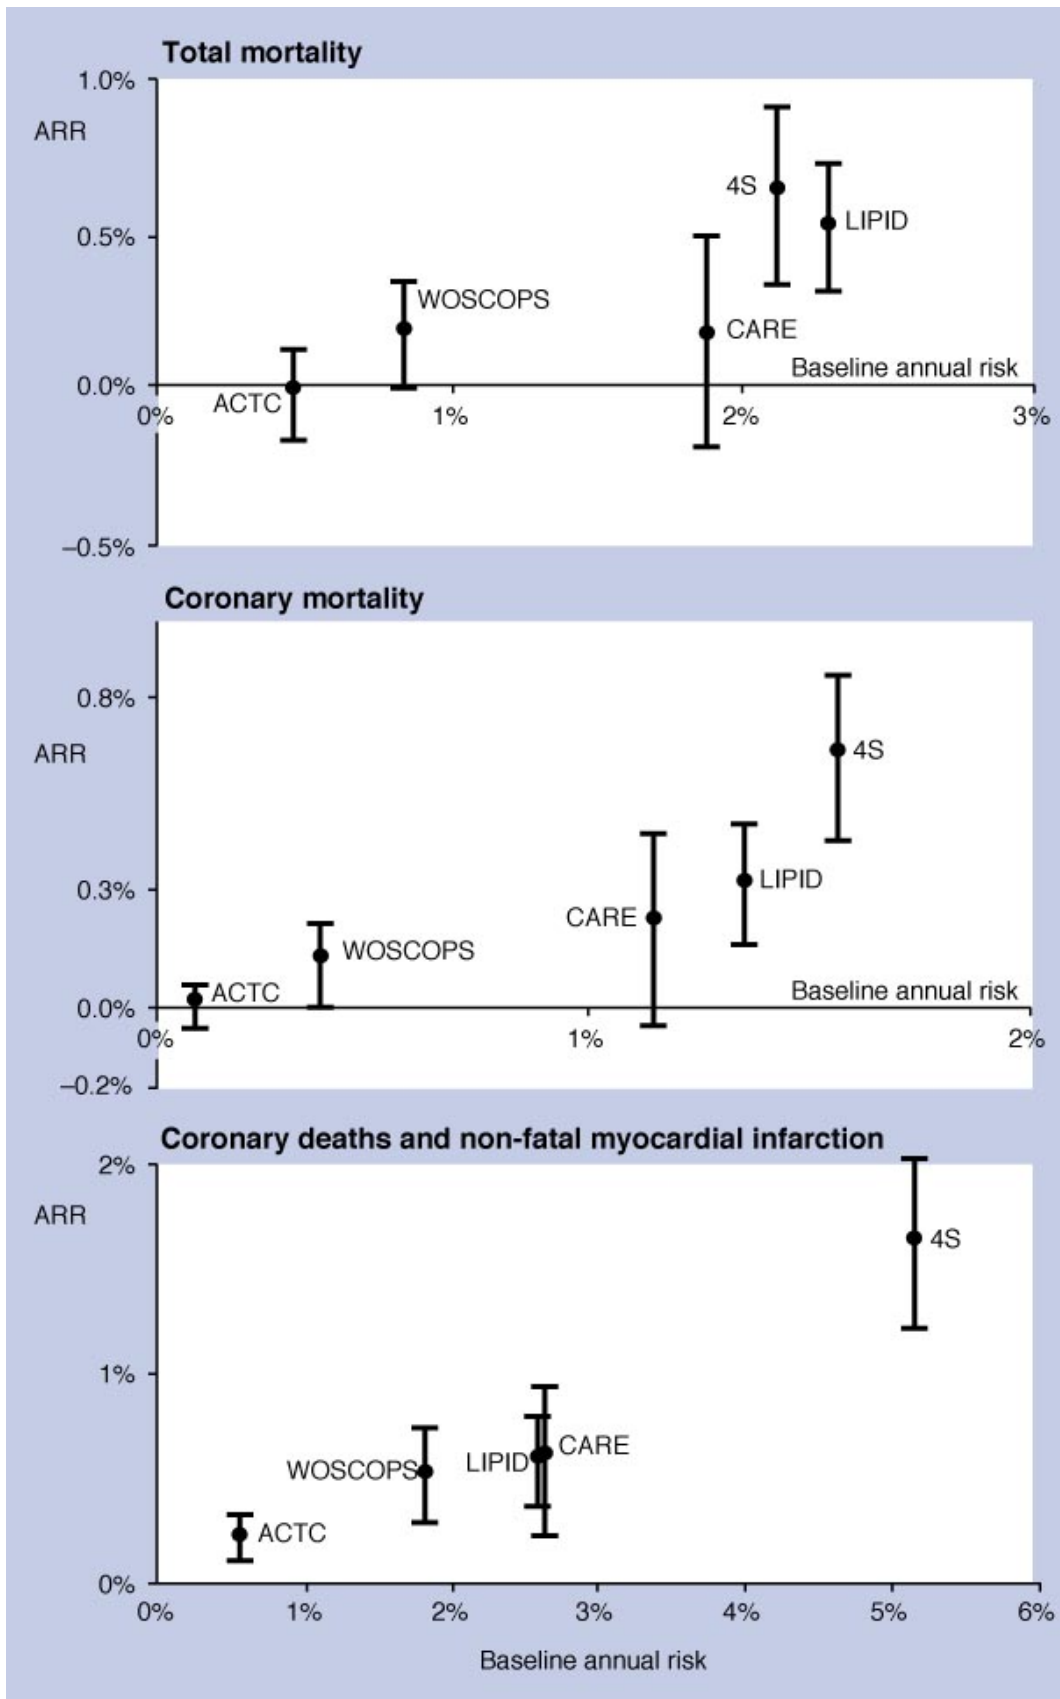 Total mortality
1.0%
ARR
4S
LIPID
0.5%
WOSCOPS
CARE
Baseline annual risk
0.0%
ACTC
0% 1% 2% 3%
–0.5%
Coronary mortality
0.8%
ARR
4S
0.3%
LIPID
CARE
WOSCOPS
ACTC
Baseline annual risk
0.0%
0% 1% 2%
–0.2%
Coronary deaths and non-fatal myocardial infarction
2%
ARR
4S
1%
CARE
LIPID
WOSCOPS
ACTC
0%
0% 1% 2% 3% 4% 5% 6%
Baseline annual risk